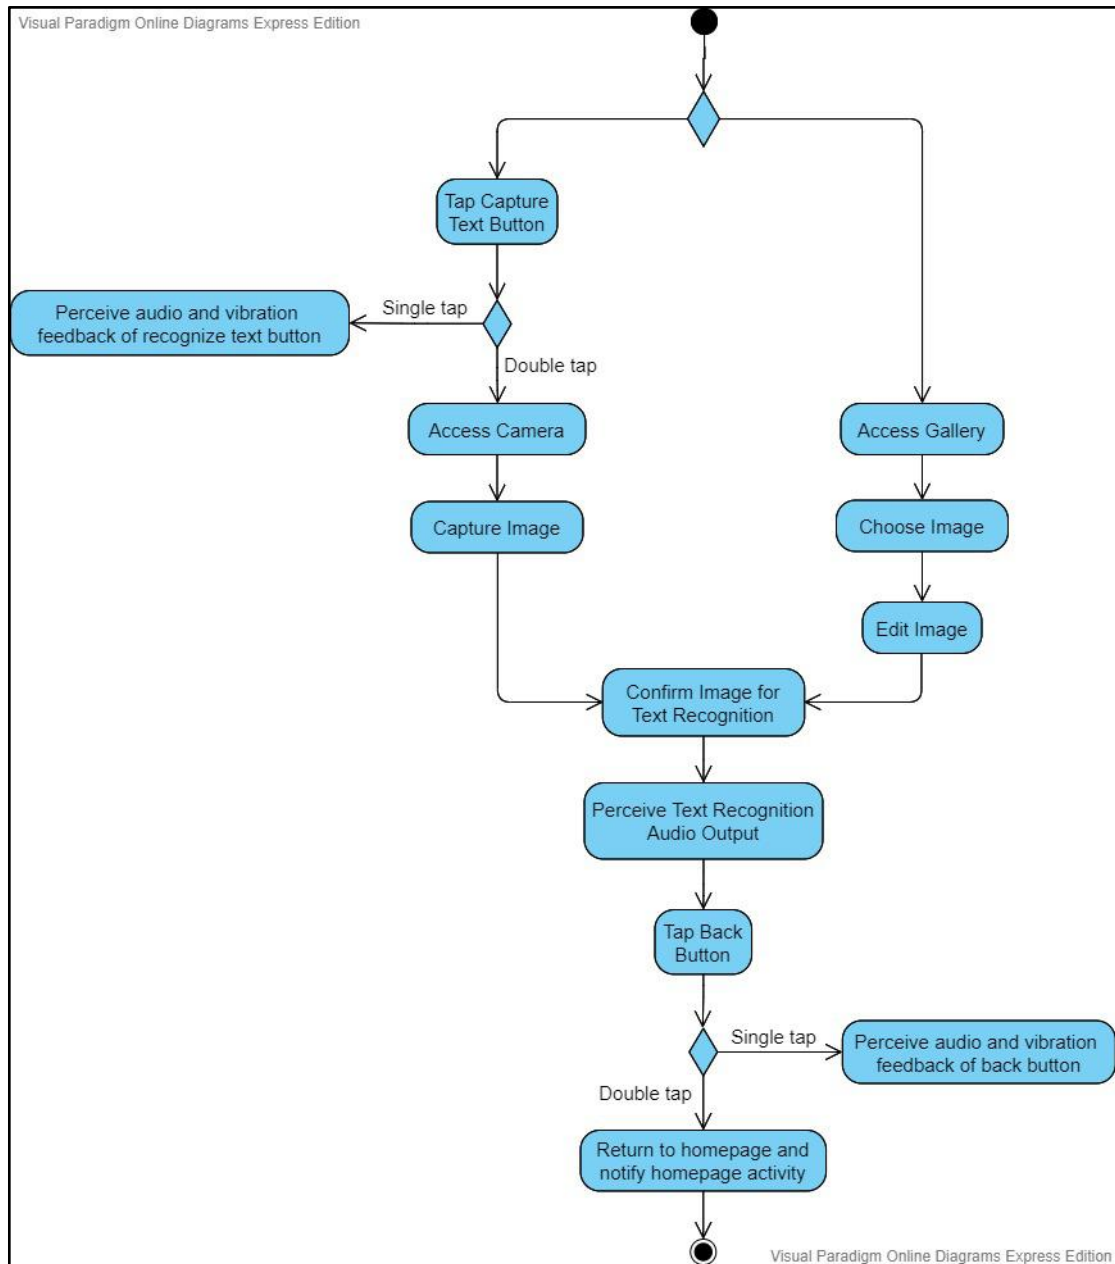 Visual Paradigm Online Diagrams Express Edition
Tap Capture
Text Button
Single tap
Perceive audio and vibration
feedback of recognize text button
Double tap
Access Camera
Access Gallery
Capture Image
Choose Image
Edit Image
Confirm Image for
Text Recognition
Perceive Text Recognition
Audio Output
Tap Back
Button
Single tap
Perceive audio and vibration
feedback of back button
Double tap
Return to homepage and
notify homepage activity
Visual Paradigm Online Diagrams Express Edition